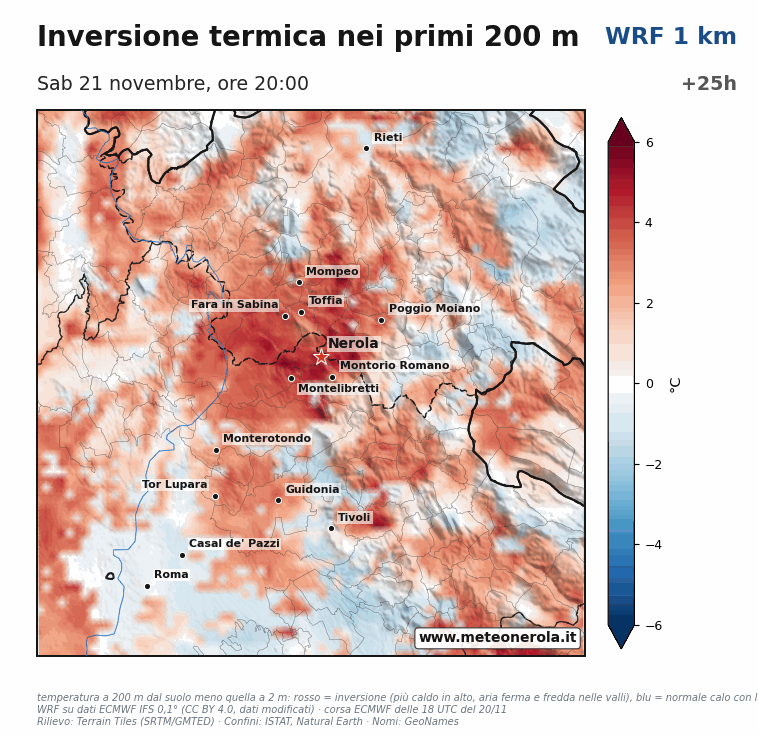 Inversione termica nei primi 200 m WRF 1 km
Sab 21 novembre, ore 20:00 +25h
Rieti
Mompeo
Toffia
Fara in Sabina
Poggio Moiano
Nerola
Montorio Romano
Montelibretti
Monterotondo
Tor Lupara
Guidonia
Tivoli
Casal de' Pazzi
Roma
www.meteonerola.it
6
4
2
0
−2
−4
−6
°C
temperatura a 200 m dal suolo meno quella a 2 m: rosso = inversione (più caldo in alto, aria ferma e fredda nelle valli), blu = normale calo con
WRF su dati ECMWF IFS 0,1° (CC BY 4.0, dati modificati) · corsa ECMWF delle 18 UTC del 20/11
Rilievo: Terrain Tiles (SRTM/GMTED) · Confini: ISTAT, Natural Earth · Nomi: GeoNames